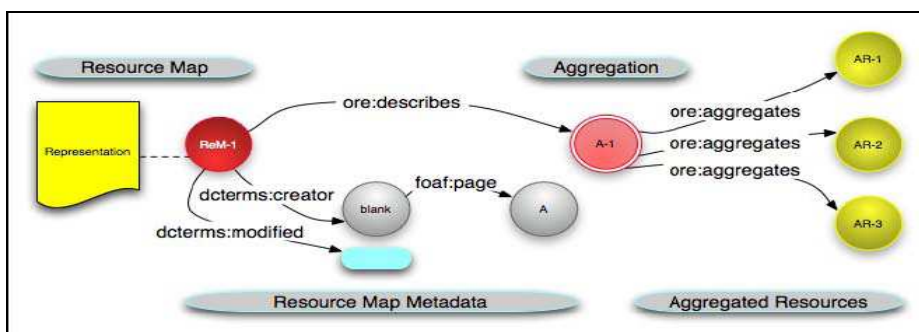 Resource Map
Aggregation
AR-1
ore:describes
ore:aggregates
Representation
ReM-1
A-1
ore:aggregates
AR-2
ore:aggregates
dcterms:creator
foaf:page
blank
A
dcterms:modified
AR-3
Resource Map Metadata
Aggregated Resources